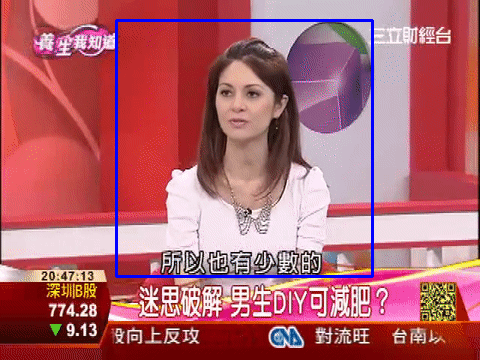 養生我知道
三立財經台
所以也有少數的
20:47:13
深圳B股
774.28
▼ 9.13
迷思破解 男生DIY可減肥？
段向上反攻 CNA 對流旺 台南以